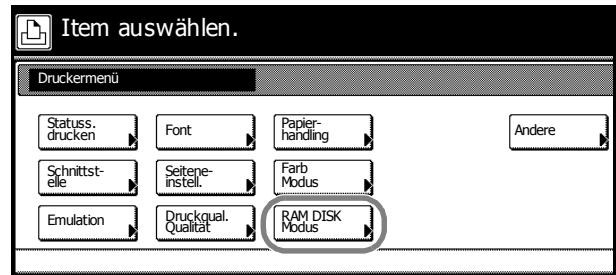 Item auswählen.
Druckermenü
Statuss.
drucken
Font
Papier-
handling
Andere
Schnittst-
elle
Seitene-
instell.
Farb
Modus
Emulation
Druckqual.
Qualität
RAM DISK
Modus